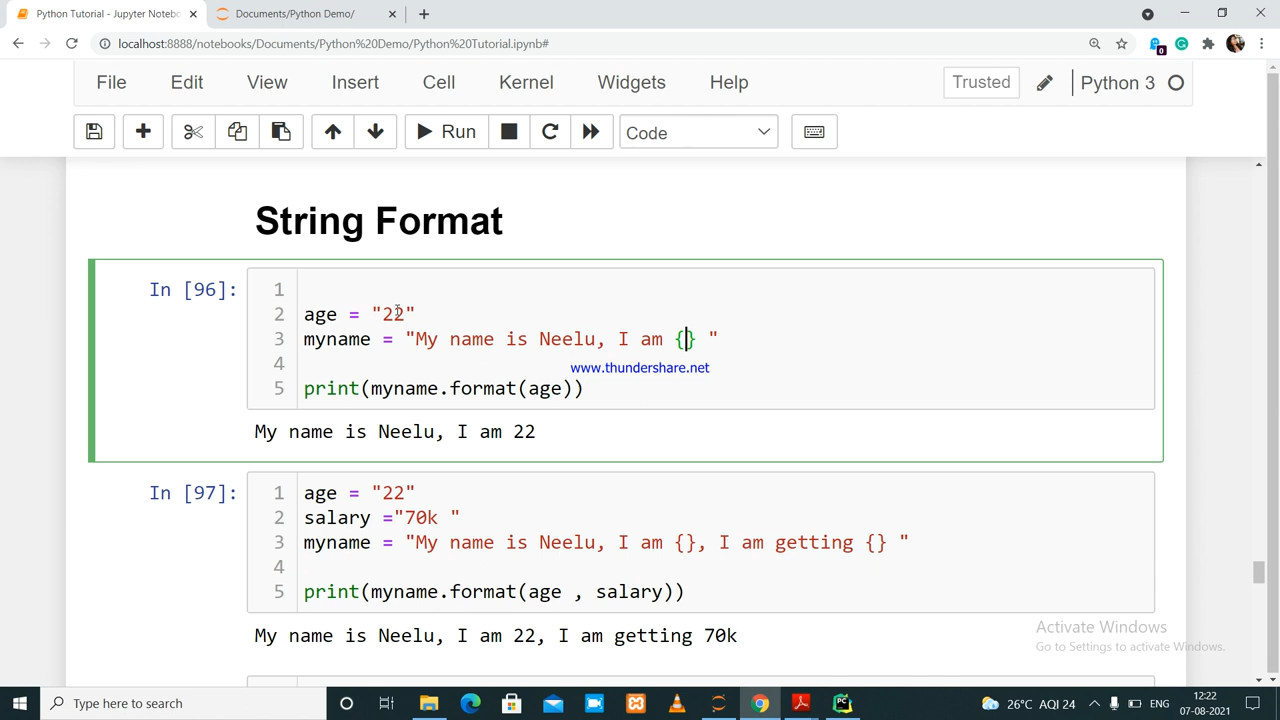 Python Tutorial - Jupyter Notebo
Documents/Python Demo/
localhost:8888/notebooks/Documents/Python%20Demo/Python%20Tutorial.ipynb#
0
File Edit View Insert Cell Kernel Widgets Help Trusted Python 3
Run Code
String Format
In [96]:
1
2 age = "22"
3 myname = "My name is Neelu, I am {} "
4
www.thundershare.net
5 print(myname.format(age))
My name is Neelu, I am 22
In [97]:
1 age = "22"
2 salary ="70k "
3 myname = "My name is Neelu, I am {}, I am getting {} "
4
5 print(myname.format(age , salary))
My name is Neelu, I am 22, I am getting 70k
Activate Windows
Go to Settings to activate Windows.
Type here to search
PC
26°C AQI 24
ENG
12:22
07-08-2021